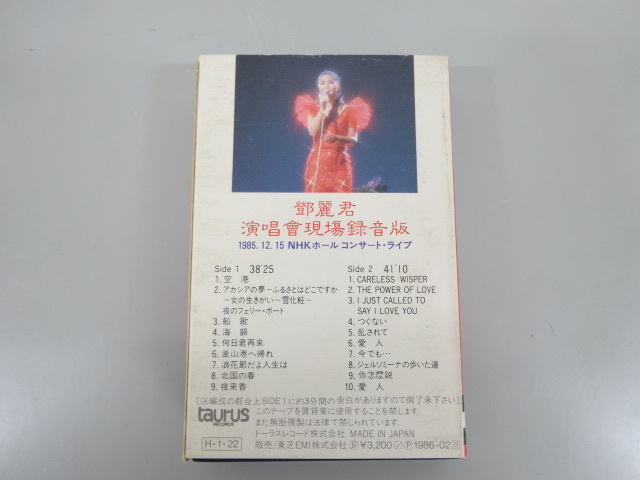 鄧麗君
演唱會現場録音版
1985.12.15 NHKホール コンサート・ライブ
Side 1 38'25
1. 空 港
2. アカシアの夢~ふるさとはどこですか
~女の生きがい~雪化粧~
夜のフェリー・ボート
3. 船 歌
4. 海 韻
5. 何日君再来
6. 釜山港へ帰れ
7. 浪花節だよ人生は
8. 北国の春
9. 夜来香
Side 2 41'10
1. CARELESS WISPER
2. THE POWER OF LOVE
3. I JUST CALLED TO
SAY I LOVE YOU
4. つぐない
5. 乱されて
6. 愛 人
7. 今でも…
8. ジェルソミーナの歩いた道
9. 你怎麼説
10. 愛 人
編成の都合上SIDE1に約3分間の余白がありますので御了承下さい
taurus
RECORDS
このテープを賃貸業に使用することを禁じます。
また無断複製は法律で禁じられています。
トーラスレコード株式会社 MADE IN JAPAN
H・1・22
販売/東芝EMI株式会社 ¥3,200 Ⓟ1986-02